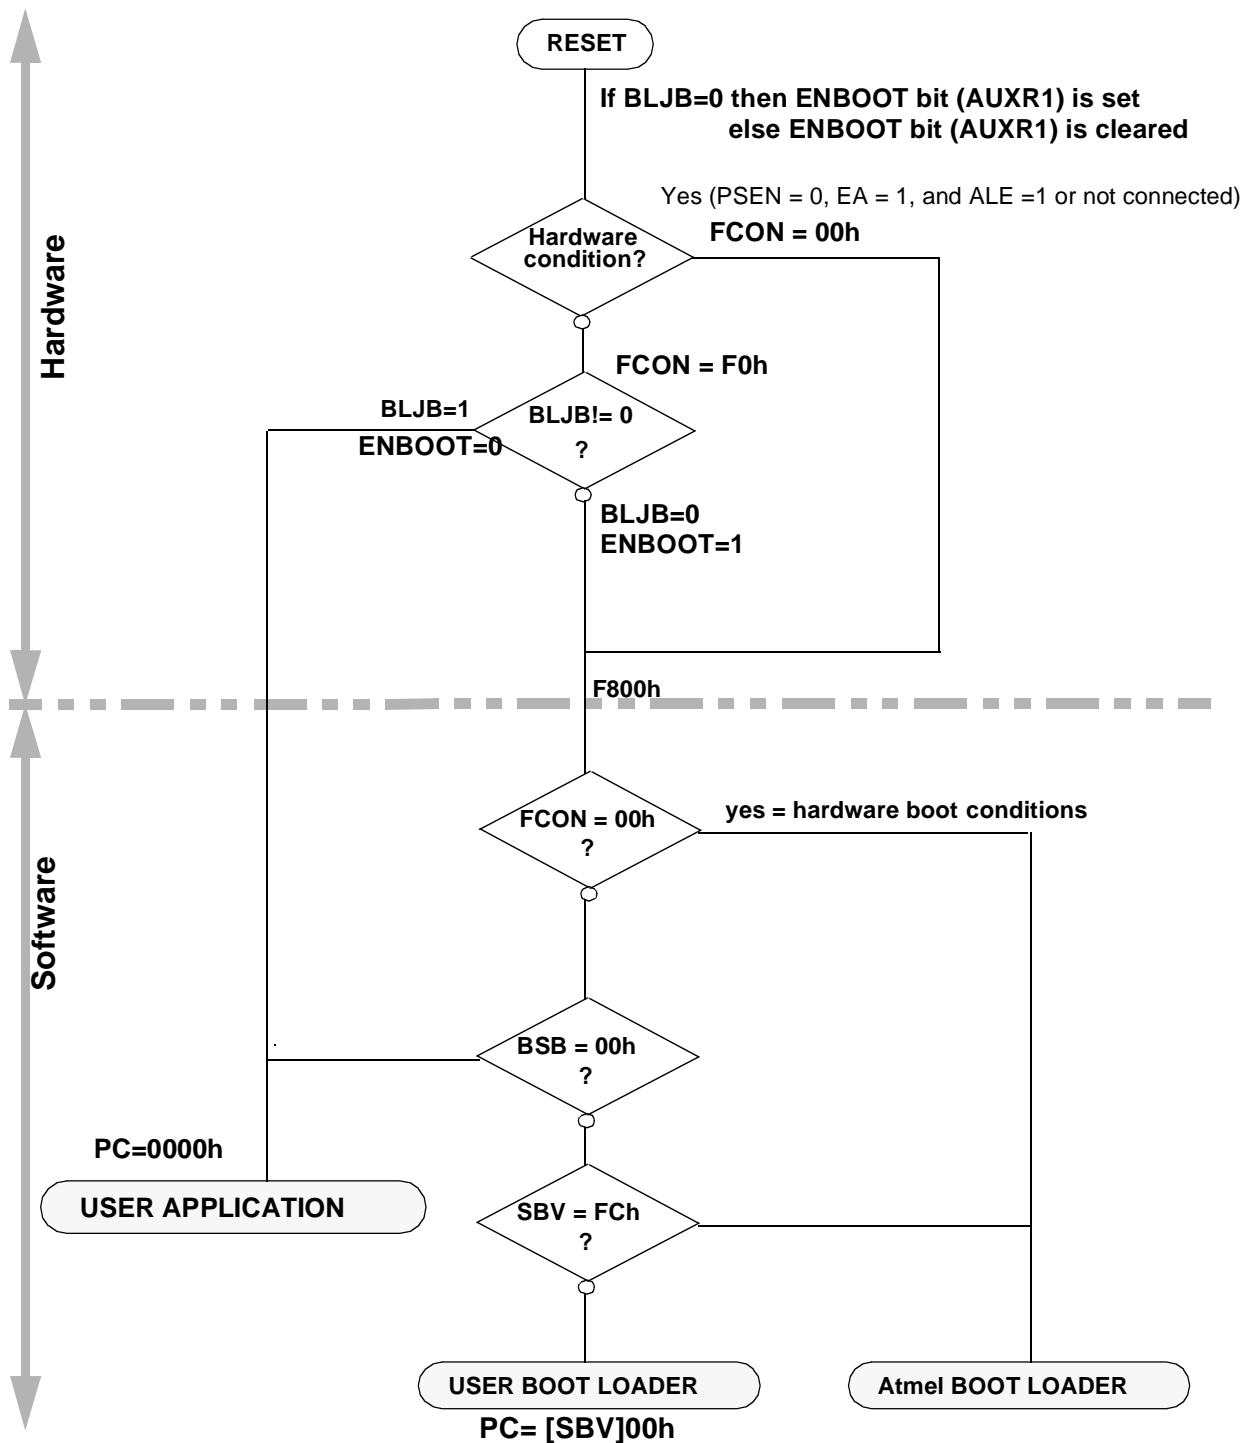 RESET
If BLJB=0 then ENBOOT bit (AUXR1) is set
else ENBOOT bit (AUXR1) is cleared
Yes (PSEN = 0, EA = 1, and ALE =1 or not connected)
FCON = 00h
Hardware
condition?
Hardware
FCON = F0h
BLJB=1
ENBOOT=0
BLJB!= 0
?
BLJB=0
ENBOOT=1
F800h
FCON = 00h
?
yes = hardware boot conditions
Software
BSB = 00h
?
PC=0000h
USER APPLICATION
SBV = FCh
?
USER BOOT LOADER
PC= [SBV]00h
Atmel BOOT LOADER